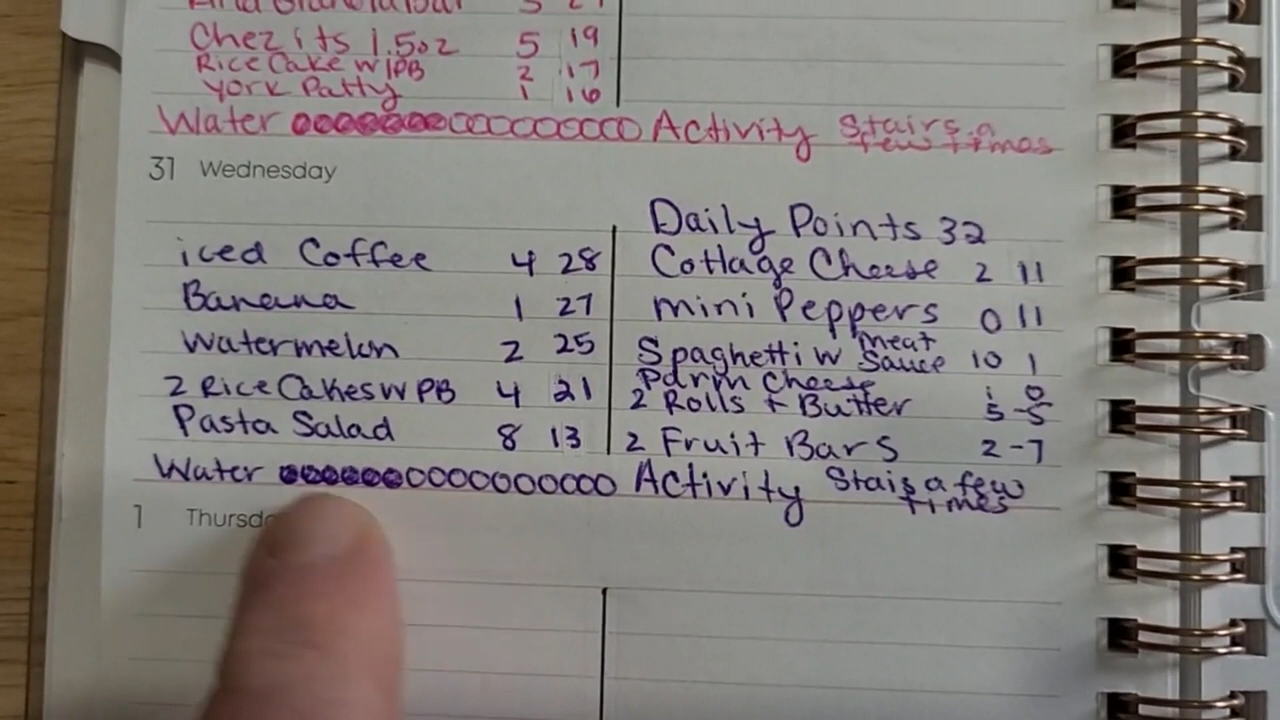 5
Chez its 1.5oz 5 19
Rice Cake w/PB 2 17
York Patty 1 16
Water Activity Stairs a few times
31 Wednesday
Daily Points 32
iced Coffee 4 28
Banana 1 27
Watermelon 2 25
2 Rice Cakes w PB 4 21
Pasta Salad 8 13
Cottage Cheese 2 11
mini Peppers 0 11
Spaghetti w meat Sauce 10 1
Parm Cheese 1 0
2 Rolls + Butter 5 -5
2 Fruit Bars 2 -7
Water Activity Stais a few times
1 Thursd